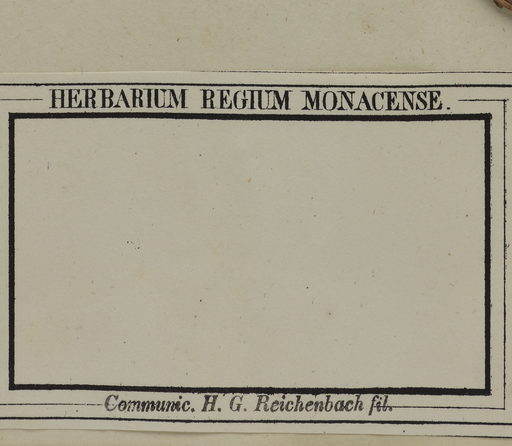 HERBARIUM REGIUM MONACENSE.
Communic. H. G. Reichenbach fil.